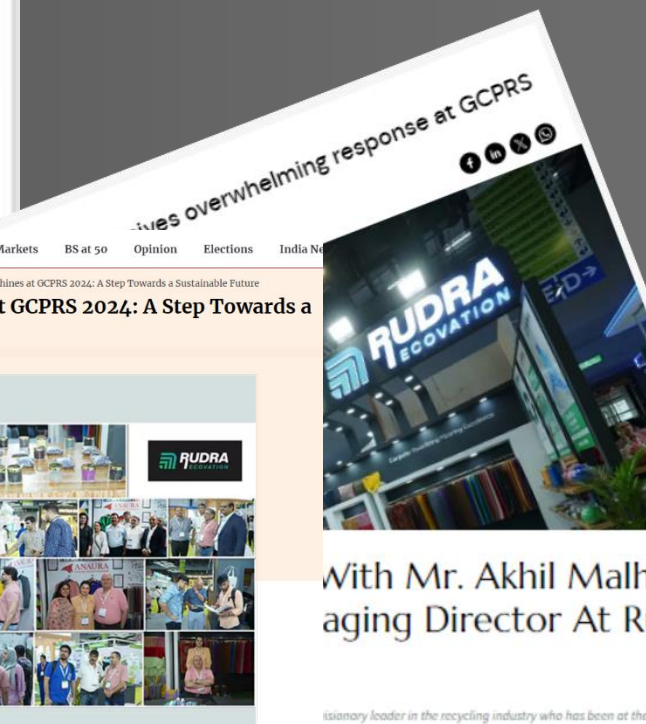 ives overwhelming response at GCPRS
Markets BS at 50 Opinion Elections India Ne
hines at GCPRS 2024: A Step Towards a Sustainable Future
t GCPRS 2024: A Step Towards a
RUDRA
ECOVATION
RUDRA
ECOVATION
ANAURA
ANAURA
With Mr. Akhil Malh
aging Director At R
isionary leader in the recycling industry who has been at the